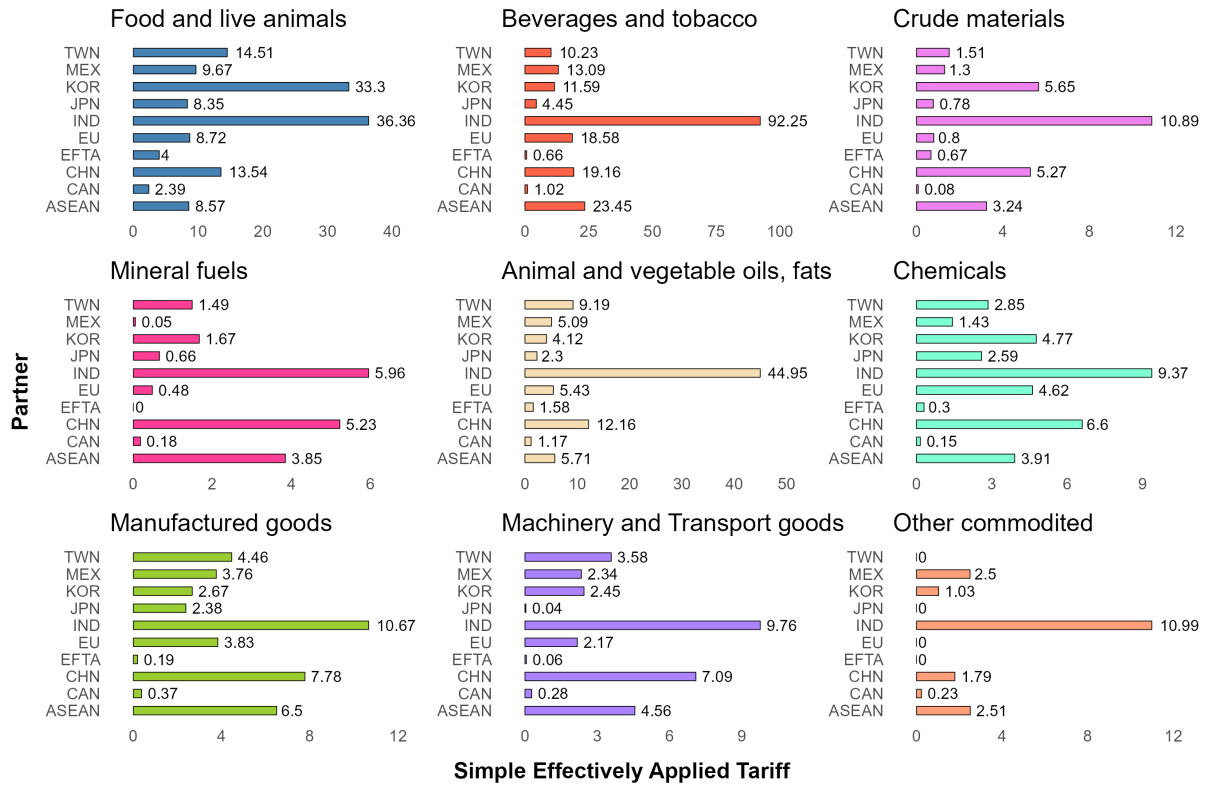 Food and live animals
TWN 14.51
MEX 9.67
KOR 33.3
JPN 8.35
IND 36.36
EU 8.72
EFTA 4
CHN 13.54
CAN 2.39
ASEAN 8.57
0 10 20 30 40
Beverages and tobacco
TWN 10.23
MEX 13.09
KOR 11.59
JPN 4.45
IND 92.25
EU 18.58
EFTA 0.66
CHN 19.16
CAN 1.02
ASEAN 23.45
0 25 50 75 100
Crude materials
TWN 1.51
MEX 1.3
KOR 5.65
JPN 0.78
IND 10.89
EU 0.8
EFTA 0.67
CHN 5.27
CAN 0.08
ASEAN 3.24
0 4 8 12
Mineral fuels
TWN 1.49
MEX 0.05
KOR 1.67
JPN 0.66
IND 5.96
EU 0.48
EFTA 0
CHN 5.23
CAN 0.18
ASEAN 3.85
0 2 4 6
Animal and vegetable oils, fats
TWN 9.19
MEX 5.09
KOR 4.12
JPN 2.3
IND 44.95
EU 5.43
EFTA 1.58
CHN 12.16
CAN 1.17
ASEAN 5.71
0 10 20 30 40 50
Chemicals
TWN 2.85
MEX 1.43
KOR 4.77
JPN 2.59
IND 9.37
EU 4.62
EFTA 0.3
CHN 6.6
CAN 0.15
ASEAN 3.91
0 3 6 9
Manufactured goods
TWN 4.46
MEX 3.76
KOR 2.67
JPN 2.38
IND 10.67
EU 3.83
EFTA 0.19
CHN 7.78
CAN 0.37
ASEAN 6.5
0 4 8 12
Machinery and Transport goods
TWN 3.58
MEX 2.34
KOR 2.45
JPN 0.04
IND 9.76
EU 2.17
EFTA 0.06
CHN 7.09
CAN 0.28
ASEAN 4.56
0 3 6 9
Other commodited
TWN 0
MEX 2.5
KOR 1.03
JPN 0
IND 10.99
EU 0
EFTA 0
CHN 1.79
CAN 0.23
ASEAN 2.51
0 4 8 12
Partner
Simple Effectively Applied Tariff